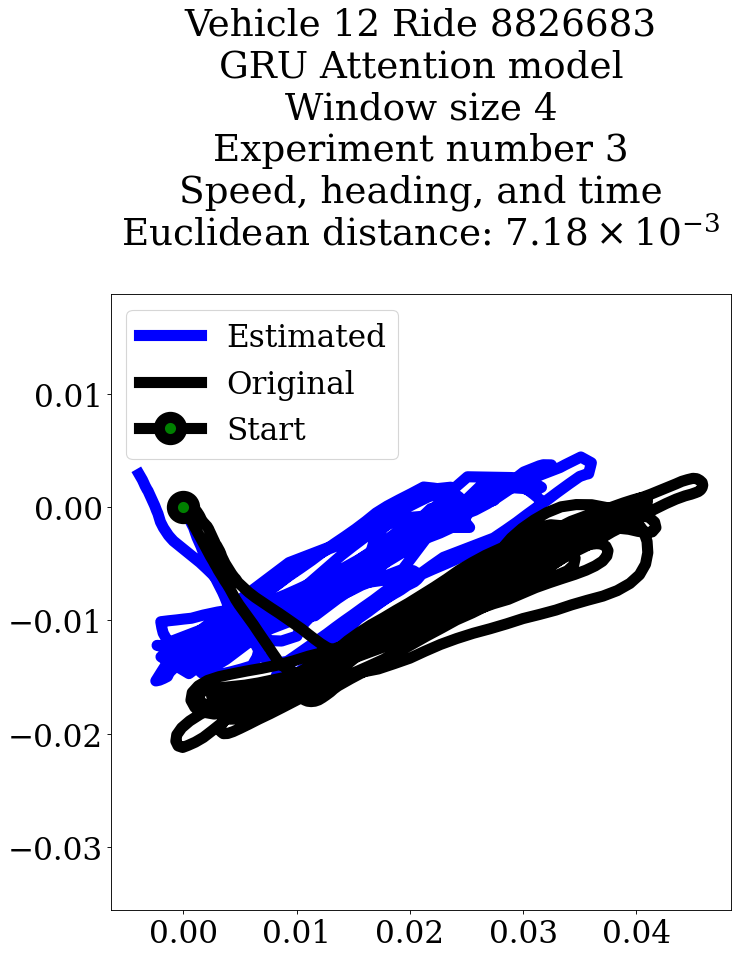 Vehicle 12 Ride 8826683
GRU Attention model
Window size 4
Experiment number 3
Speed, heading, and time
Euclidean distance: 7.18 × 10⁻³
Estimated
Original
Start
0.01
0.00
−0.01
−0.02
−0.03
0.00 0.01 0.02 0.03 0.04